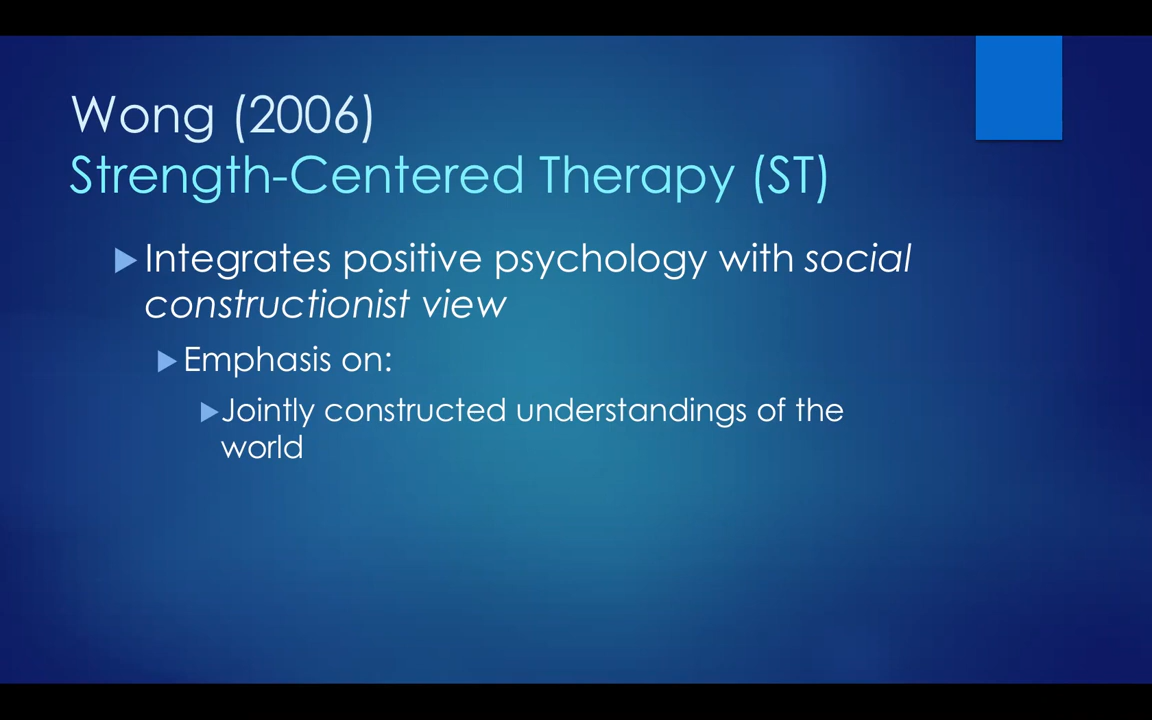 Wong (2006)
Strength-Centered Therapy (ST)
Integrates positive psychology with social
constructionist view
Emphasis on:
Jointly constructed understandings of the
world